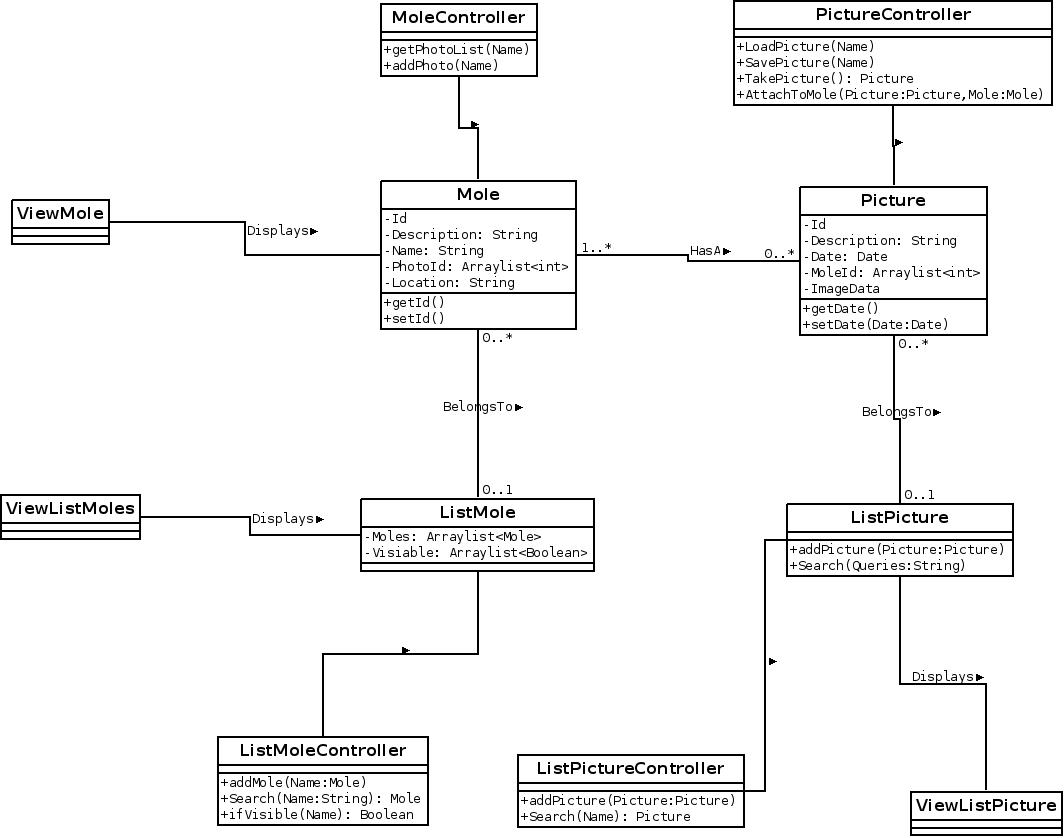 MoleController
+getPhotoList(Name)
+addPhoto(Name)
PictureController
+LoadPicture(Name)
+SavePicture(Name)
+TakePicture(): Picture
+AttachToMole(Picture:Picture,Mole:Mole)
ViewMole
Displays
Mole
-Id
-Description: String
-Name: String
-PhotoId: Arraylist<int>
-Location: String
+getId()
+setId()
1..*
HasA
0..*
Picture
-Id
-Description: String
-Date: Date
-MoleId: Arraylist<int>
-ImageData
+getDate()
+setDate(Date:Date)
0..*
BelongsTo
0..1
0..*
BelongsTo
0..1
ViewListMoles
Displays
ListMole
-Moles: Arraylist<Mole>
-Visiable: Arraylist<Boolean>
ListPicture
+addPicture(Picture:Picture)
+Search(Queries:String)
Displays
ListMoleController
+addMole(Name:Mole)
+Search(Name:String): Mole
+ifVisible(Name): Boolean
ListPictureController
+addPicture(Picture:Picture)
+Search(Name): Picture
ViewListPicture